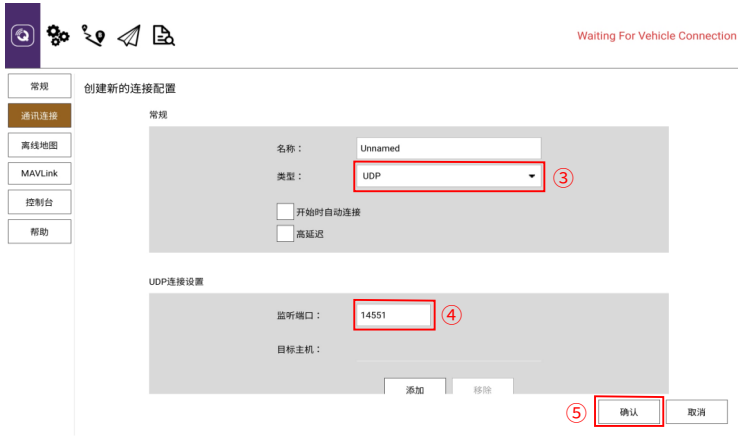 Waiting For Vehicle Connection
常规
通讯连接
离线地图
MAVLink
控制台
帮助
创建新的连接配置
常规
名称：
Unnamed
类型：
UDP
③
开始时自动连接
高延迟
UDP连接设置
监听端口：
14551
④
目标主机：
添加
移除
⑤
确认
取消